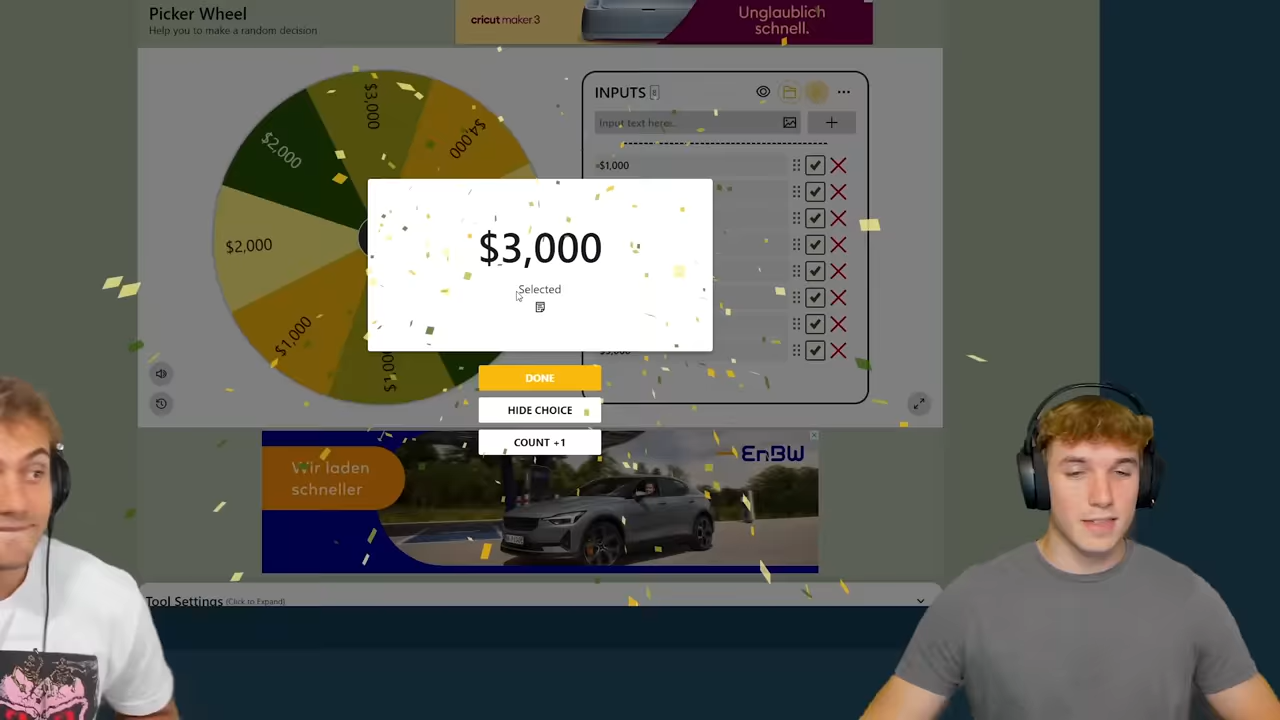 Picker Wheel
Help you to make a random decision
cricut maker 3
Unglaublich
schnell.
$3,000
$4,000
$2,000
$2,000
$1,000
INPUTS
Input text here...
$1,000
$3,000
Selected
DONE
HIDE CHOICE
COUNT +1
Wir laden
schneller
EnBW
Tool Settings (Click to Expand)